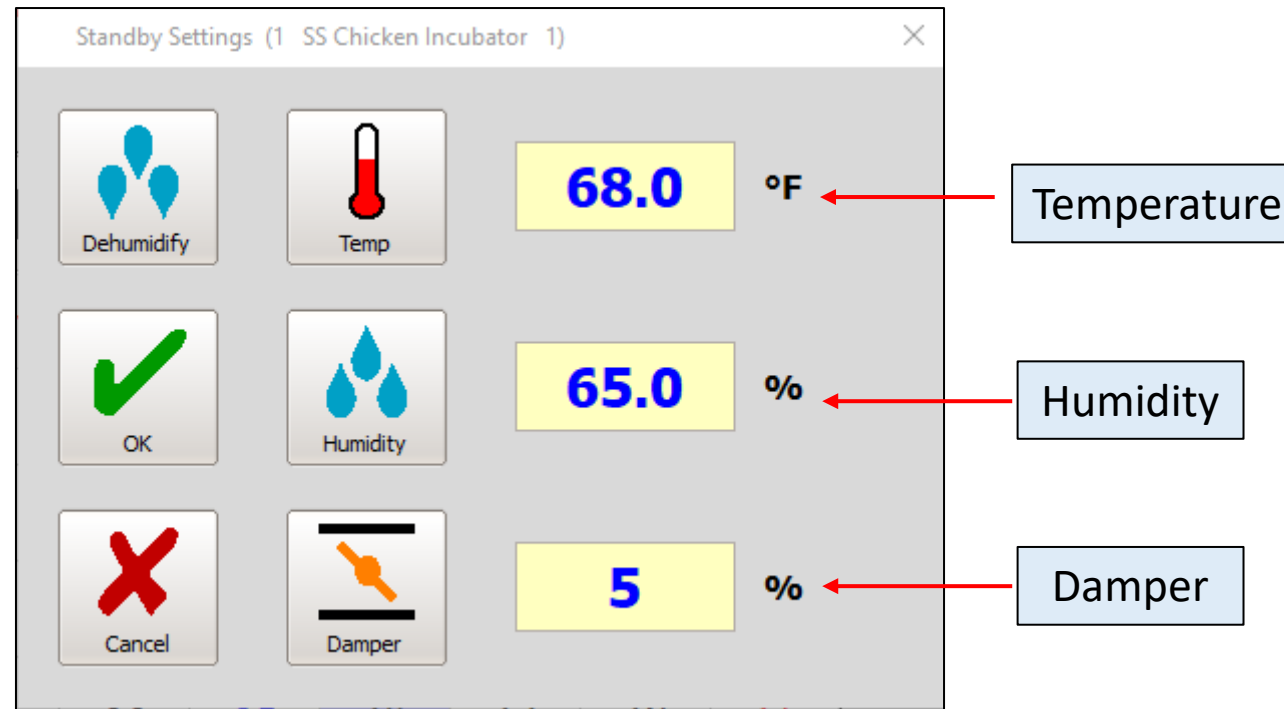 Standby Settings (1 SS Chicken Incubator 1)
Dehumidify
Temp
68.0 °F
Temperature
OK
Humidity
65.0 %
Humidity
Cancel
Damper
5 %
Damper